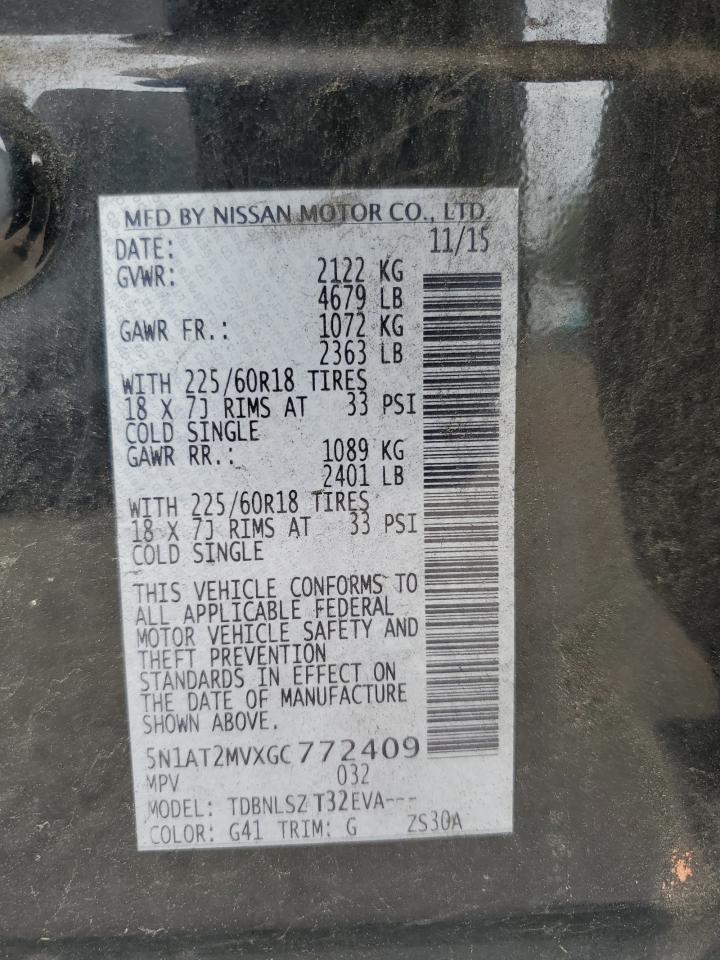 MFD BY NISSAN MOTOR CO., LTD.
DATE: 11/15
GVWR: 2122 KG
4679 LB
GAWR FR.: 1072 KG
2363 LB
WITH 225/60R18 TIRES
18 X 7J RIMS AT 33 PSI
COLD SINGLE
GAWR RR.: 1089 KG
2401 LB
WITH 225/60R18 TIRES
18 X 7J RIMS AT 33 PSI
COLD SINGLE
THIS VEHICLE CONFORMS TO
ALL APPLICABLE FEDERAL
MOTOR VEHICLE SAFETY AND
THEFT PREVENTION
STANDARDS IN EFFECT ON
THE DATE OF MANUFACTURE
SHOWN ABOVE.
5N1AT2MVXGC772409
MPV 032
MODEL: TDBNLSZ T32EVA---
COLOR: G41 TRIM: G ZS30A